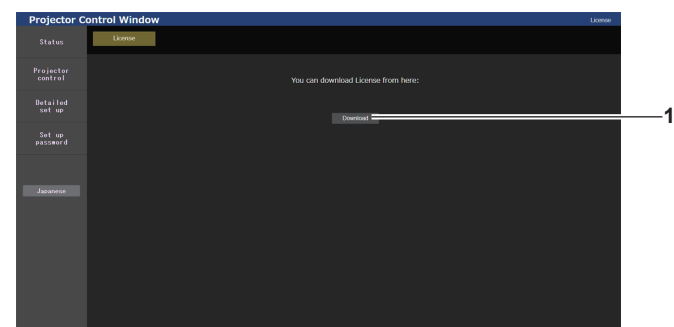 Projector Control Window License
Status
License
Projector
control
You can download License from here:
Detailed
set up
Download
1
Set up
password
Japanese